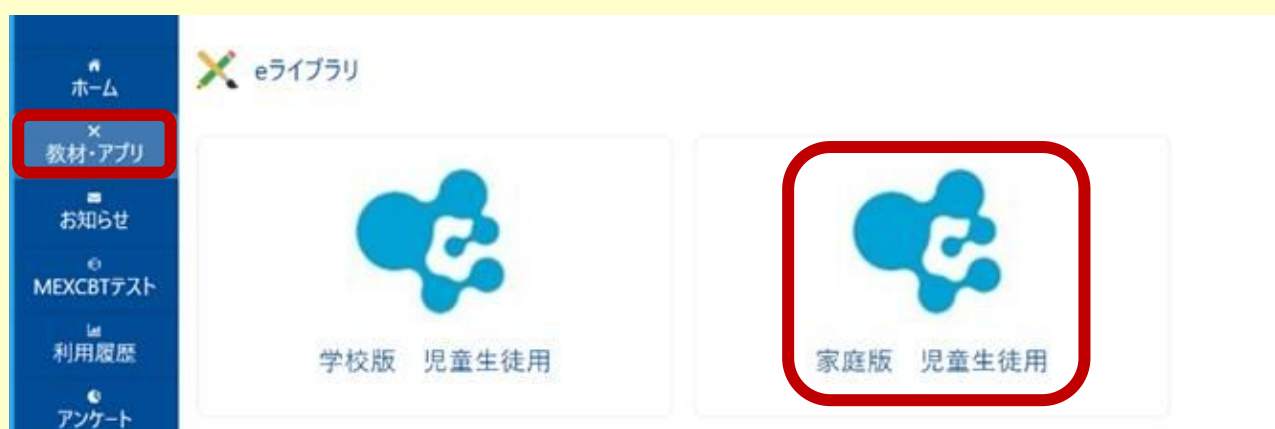 ホーム
教材・アプリ
お知らせ
MEXCBTテスト
利用履歴
アンケート
eライブラリ
学校版 児童生徒用
家庭版 児童生徒用